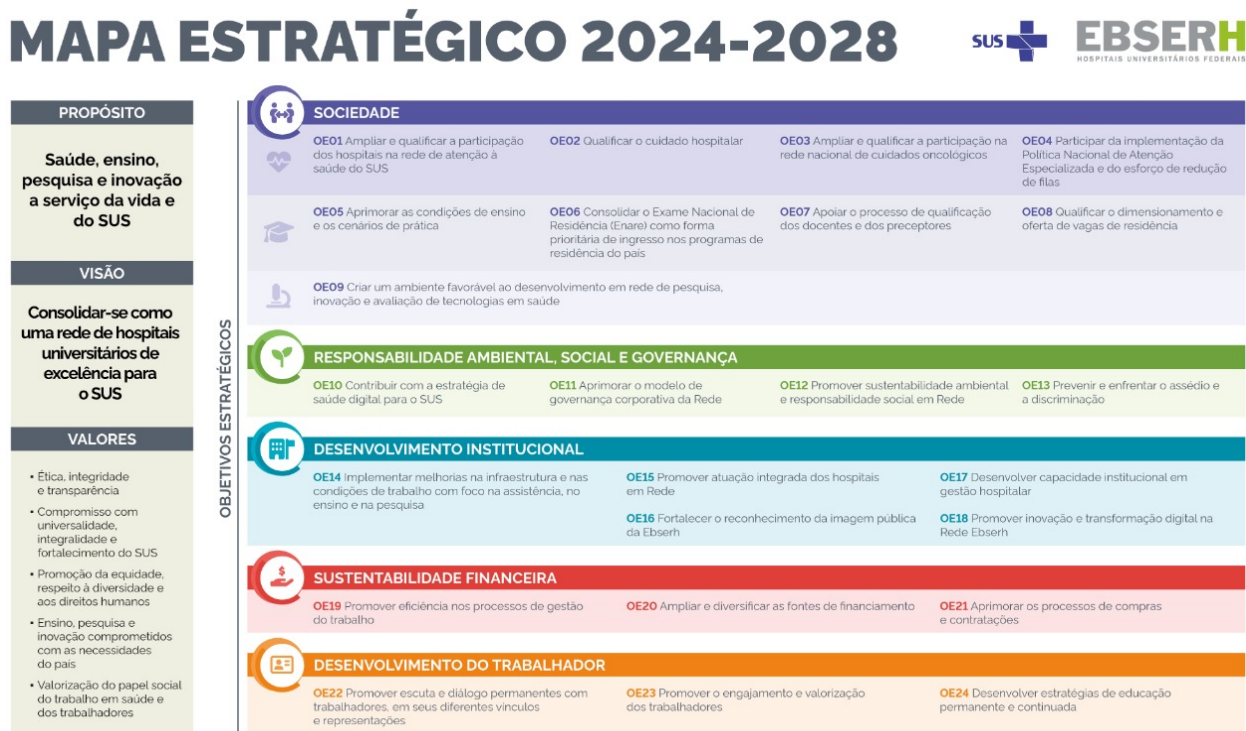 MAPA ESTRATÉGICO 2024-2028
SUS
EBSERH
HOSPITAIS UNIVERSITÁRIOS FEDERAIS
PROPÓSITO
Saúde, ensino,
pesquisa e inovação
a serviço da vida e
do SUS
VISÃO
Consolidar-se como
uma rede de hospitais
universitários de
excelência para
o SUS
VALORES
• Ética, integridade
e transparência
• Compromisso com
universalidade,
integralidade e
fortalecimento do SUS
• Promoção da equidade,
respeito à diversidade e
aos direitos humanos
• Ensino, pesquisa e
inovação comprometidos
com as necessidades
do país
• Valorização do papel social
do trabalho em saúde e
dos trabalhadores
OBJETIVOS ESTRATÉGICOS
SOCIEDADE
OE01 Ampliar e qualificar a participação
dos hospitais na rede de atenção à
saúde do SUS
OE02 Qualificar o cuidado hospitalar
OE03 Ampliar e qualificar a participação na
rede nacional de cuidados oncológicos
OE04 Participar da implementação da
Política Nacional de Atenção
Especializada e do esforço de redução
de filas
OE05 Aprimorar as condições de ensino
e os cenários de prática
OE06 Consolidar o Exame Nacional de
Residência (Enare) como forma
prioritária de ingresso nos programas de
residência do país
OE07 Apoiar o processo de qualificação
dos docentes e dos preceptores
OE08 Qualificar o dimensionamento e
oferta de vagas de residência
OE09 Criar um ambiente favorável ao desenvolvimento em rede de pesquisa,
inovação e avaliação de tecnologias em saúde
RESPONSABILIDADE AMBIENTAL, SOCIAL E GOVERNANÇA
OE10 Contribuir com a estratégia de
saúde digital para o SUS
OE11 Aprimorar o modelo de
governança corporativa da Rede
OE12 Promover sustentabilidade ambiental
e responsabilidade social em Rede
OE13 Prevenir e enfrentar o assédio e
a discriminação
DESENVOLVIMENTO INSTITUCIONAL
OE14 Implementar melhorias na infraestrutura e nas
condições de trabalho com foco na assistência, no
ensino e na pesquisa
OE15 Promover atuação integrada dos hospitais
em Rede
OE16 Fortalecer o reconhecimento da imagem pública
da Ebserh
OE17 Desenvolver capacidade institucional em
gestão hospitalar
OE18 Promover inovação e transformação digital na
Rede Ebserh
SUSTENTABILIDADE FINANCEIRA
OE19 Promover eficiência nos processos de gestão
do trabalho
OE20 Ampliar e diversificar as fontes de financiamento
OE21 Aprimorar os processos de compras
e contratações
DESENVOLVIMENTO DO TRABALHADOR
OE22 Promover escuta e diálogo permanentes com
trabalhadores, em seus diferentes vínculos
e representações
OE23 Promover o engajamento e valorização
dos trabalhadores
OE24 Desenvolver estratégias de educação
permanente e continuada